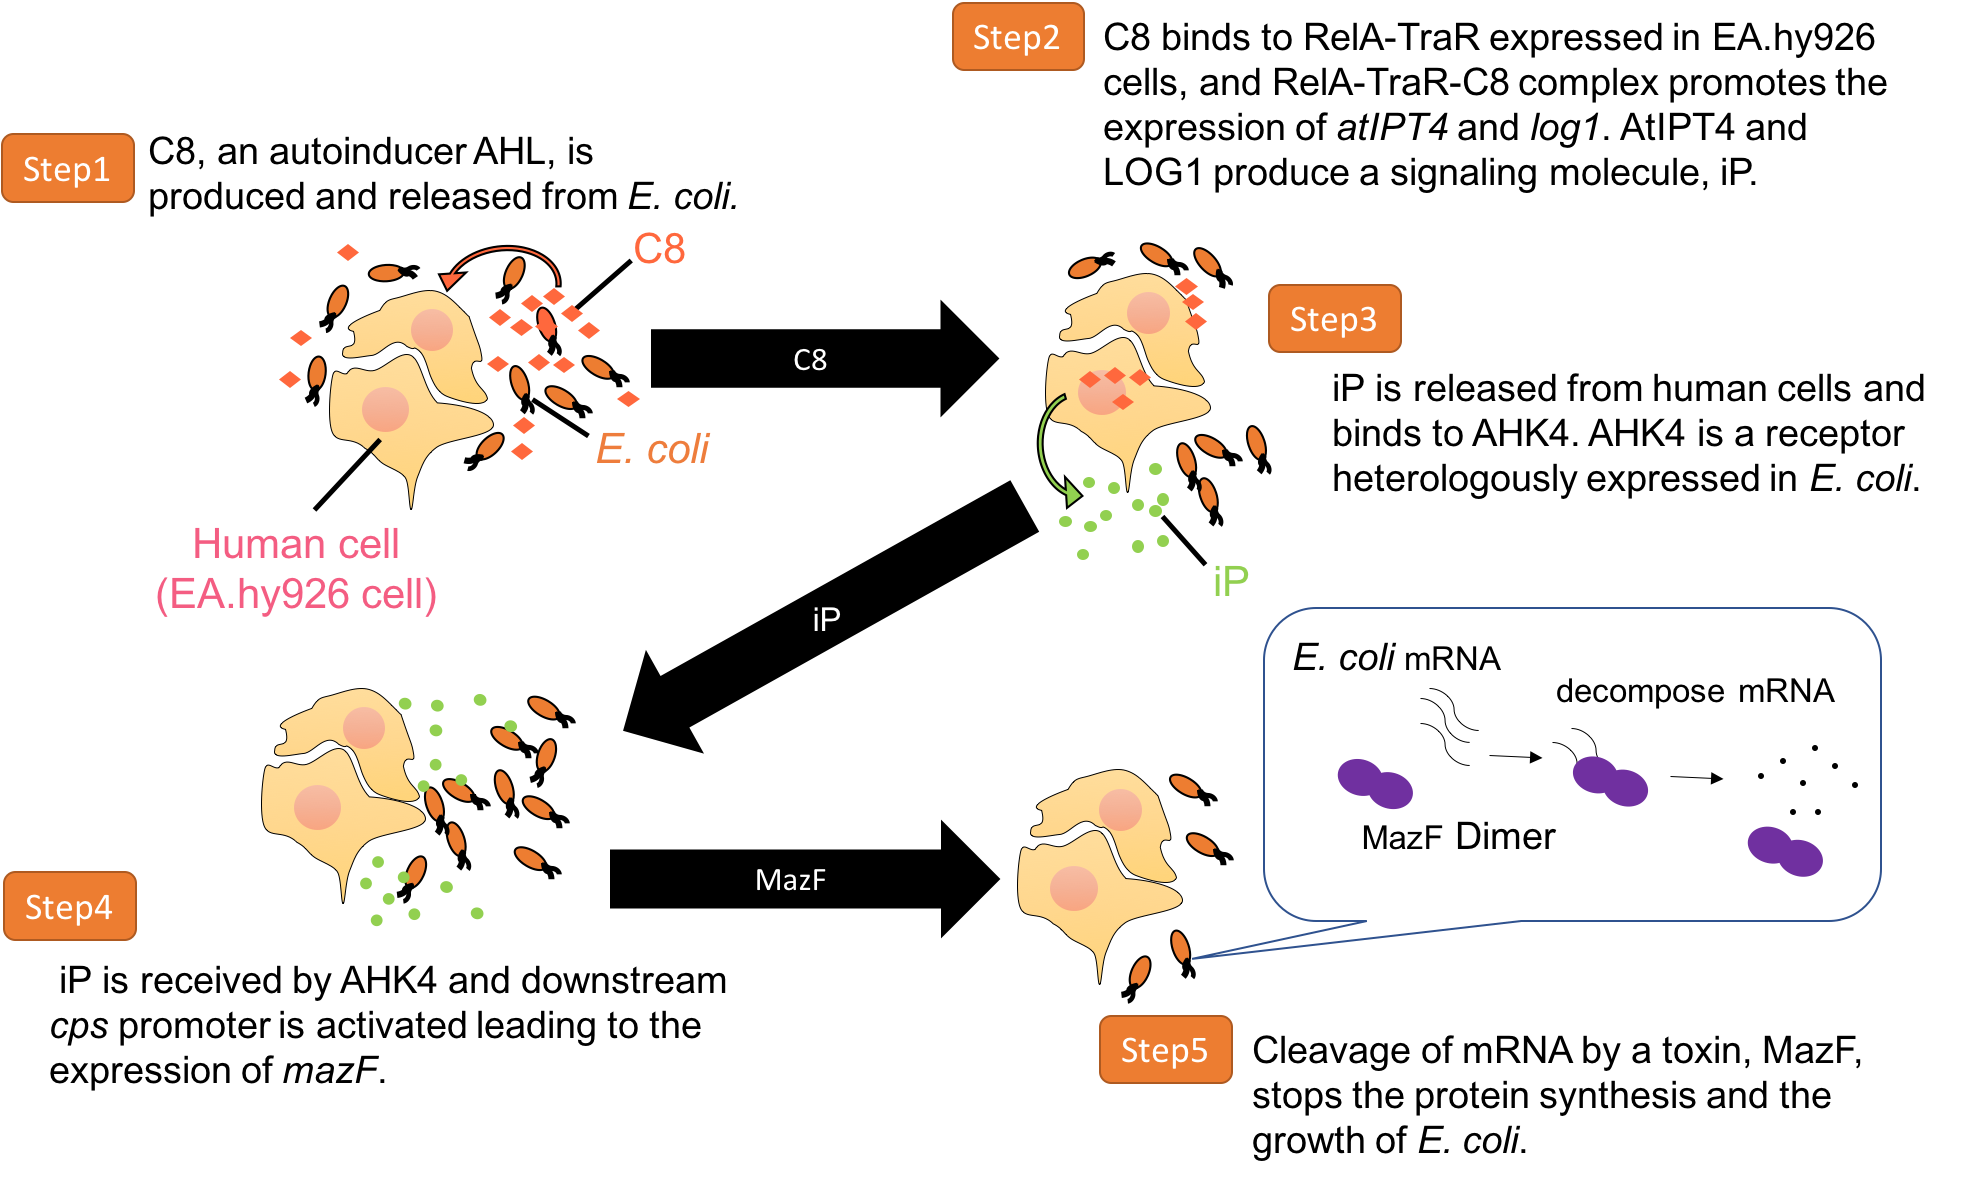 Step1
C8, an autoinducer AHL, is
produced and released from E. coli.
C8
E. coli
Human cell
(EA.hy926 cell)
C8
Step2
C8 binds to RelA-TraR expressed in EA.hy926
cells, and RelA-TraR-C8 complex promotes the
expression of atIPT4 and log1. AtIPT4 and
LOG1 produce a signaling molecule, iP.
Step3
iP is released from human cells and
binds to AHK4. AHK4 is a receptor
heterologously expressed in E. coli.
iP
iP
Step4
iP is received by AHK4 and downstream
cps promoter is activated leading to the
expression of mazF.
MazF
E. coli mRNA
decompose mRNA
MazF Dimer
Step5
Cleavage of mRNA by a toxin, MazF,
stops the protein synthesis and the
growth of E. coli.